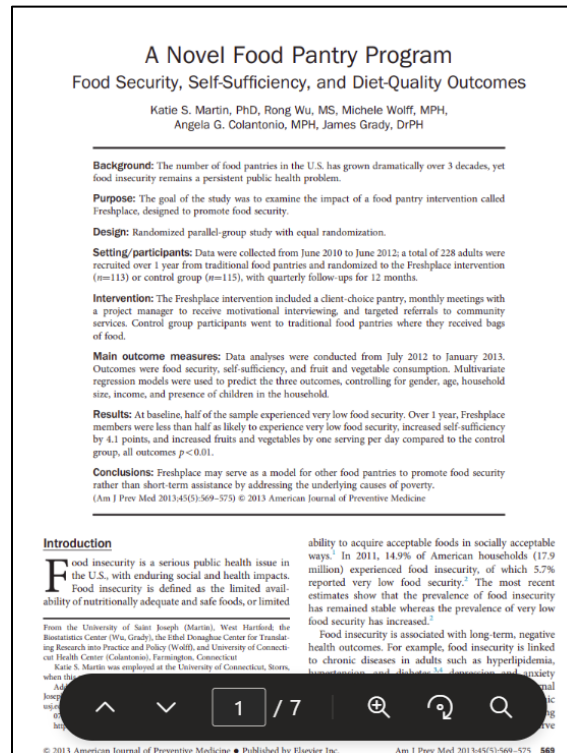 A Novel Food Pantry Program
Food Security, Self-Sufficiency, and Diet-Quality Outcomes
Katie S. Martin, PhD, Rong Wu, MS, Michele Wolff, MPH,
Angela G. Colantonio, MPH, James Grady, DrPH
Background: The number of food pantries in the U.S. has grown dramatically over 3 decades, yet
food insecurity remains a persistent public health problem.
Purpose: The goal of the study was to examine the impact of a food pantry intervention called
Freshplace, designed to promote food security.
Design: Randomized parallel-group study with equal randomization.
Setting/participants: Data were collected from June 2010 to June 2012; a total of 228 adults were
recruited over 1 year from traditional food pantries and randomized to the Freshplace intervention
(n=113) or control group (n=115), with quarterly follow-ups for 12 months.
Intervention: The Freshplace intervention included a client-choice pantry, monthly meetings with
a project manager to receive motivational interviewing, and targeted referrals to community
services. Control group participants went to traditional food pantries where they received bags
of food.
Main outcome measures: Data analyses were conducted from July 2012 to January 2013.
Outcomes were food security, self-sufficiency, and fruit and vegetable consumption. Multivariate
regression models were used to predict the three outcomes, controlling for gender, age, household
size, income, and presence of children in the household.
Results: At baseline, half of the sample experienced very low food security. Over 1 year, Freshplace
members were less than half as likely to experience very low food security, increased self-sufficiency
by 4.1 points, and increased fruits and vegetables by one serving per day compared to the control
group, all outcomes p<0.01.
Conclusions: Freshplace may serve as a model for other food pantries to promote food security
rather than short-term assistance by addressing the underlying causes of poverty.
(Am J Prev Med 2013;45(5):569–575) © 2013 American Journal of Preventive Medicine
Introduction
Food insecurity is a serious public health issue in
the U.S., with enduring social and health impacts.
Food insecurity is defined as the limited avail-
ability of nutritionally adequate and safe foods, or limited
From the University of Saint Joseph (Martin), West Hartford; the
Biostatistics Center (Wu, Grady), the Ethel Donaghue Center for Translat-
ing Research into Practice and Policy (Wolff), and University of Connecti-
cut Health Center (Colantonio), Farmington, Connecticut
Katie S. Martin was employed at the University of Connecticut, Storrs,
when this
ability to acquire acceptable foods in socially acceptable
ways.1 In 2011, 14.9% of American households (17.9
million) experienced food insecurity, of which 5.7%
reported very low food security.2 The most recent
estimates show that the prevalence of food insecurity
has remained stable whereas the prevalence of very low
food security has increased.2
Food insecurity is associated with long-term, negative
health outcomes. For example, food insecurity is linked
to chronic diseases in adults such as hyperlipidemia,
hypertension, and diabetes,3,4 depression and anxiety
1 / 7
© 2013 American Journal of Preventive Medicine • Published by Elsevier Inc.
Am J Prev Med 2013;45(5):569–575 569